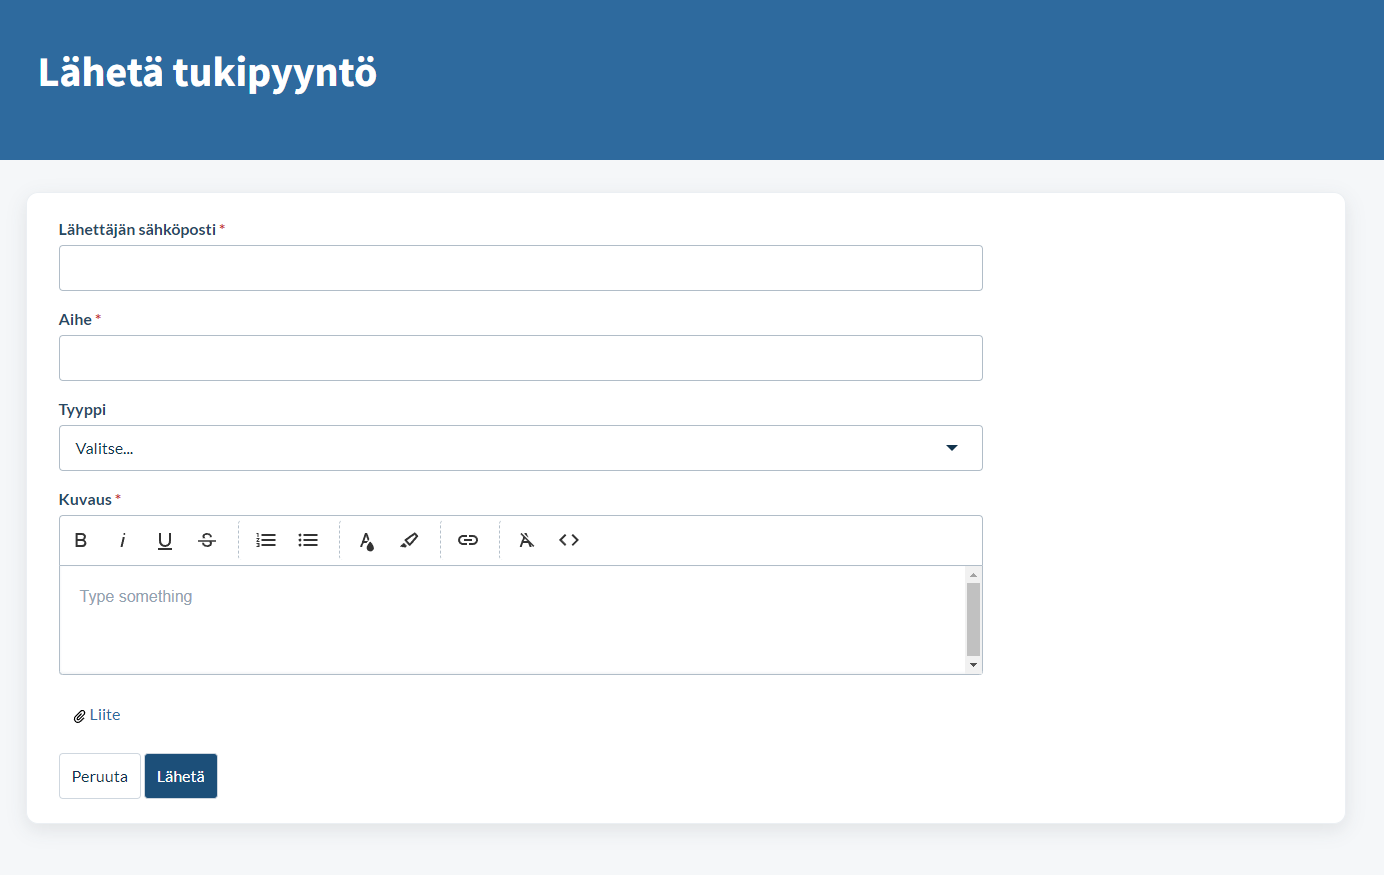 Lähetä tukipyyntö
Lähettäjän sähköposti *
Aihe *
Tyyppi
Valitse...
Kuvaus *
Type something
Liite
Peruuta Lähetä